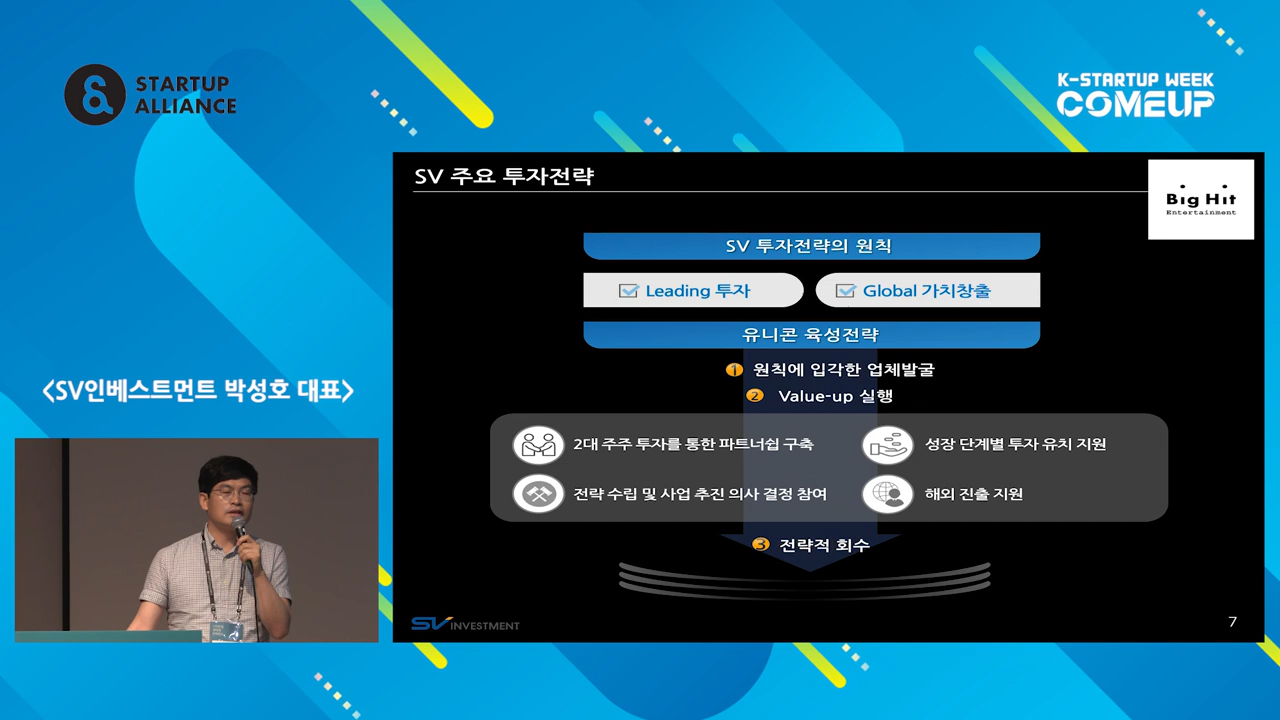 STARTUP
ALLIANCE
K-STARTUP WEEK
COMEUP
SV 주요 투자전략
Big Hit
Entertainment
SV 투자전략의 원칙
Leading 투자
Global 가치창출
유니콘 육성전략
1 원칙에 입각한 업체발굴
2 Value-up 실행
2대 주주 투자를 통한 파트너쉽 구축
성장 단계별 투자 유치 지원
전략 수립 및 사업 추진 의사 결정 참여
해외 진출 지원
3 전략적 회수
SV INVESTMENT
7
<SV인베스트먼트 박성호 대표>